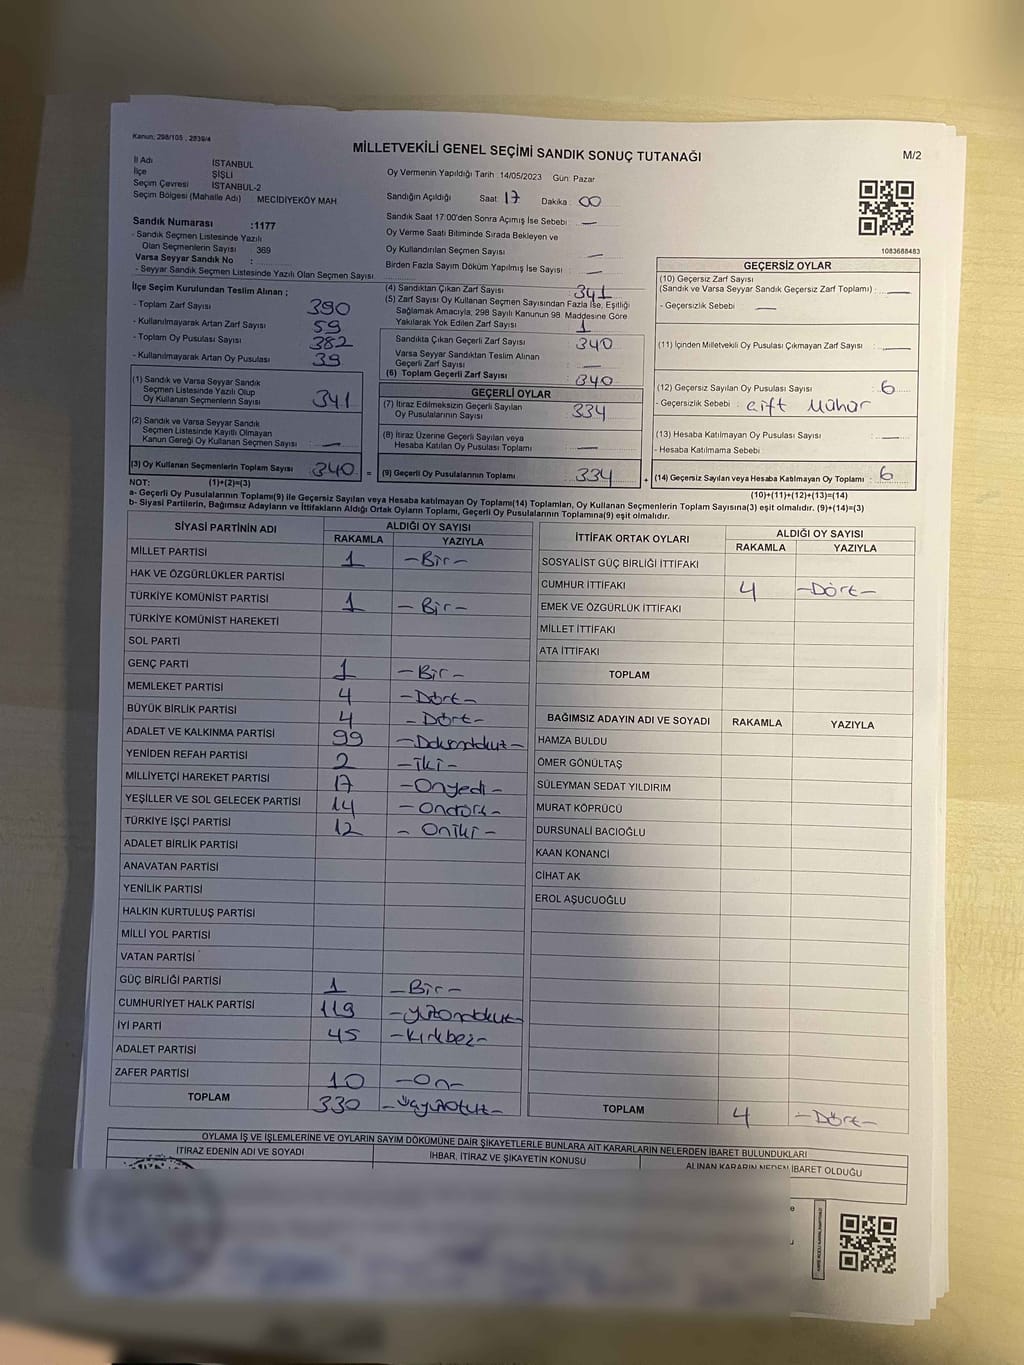 Kanun; 298/105 , 2839/4
MİLLETVEKİLİ GENEL SEÇİMİ SANDIK SONUÇ TUTANAĞI
M/2
İl Adı İSTANBUL
İlçe ŞİŞLİ
Seçim Çevresi İSTANBUL-2
Seçim Bölgesi (Mahalle Adı) MECİDİYEKÖY MAH
Sandık Numarası :1177
- Sandık Seçmen Listesinde Yazılı
Olan Seçmenlerin Sayısı 369
Varsa Seyyar Sandık No :
- Seyyar Sandık Seçmen Listesinde Yazılı Olan Seçmen Sayısı
Oy Vermenin Yapıldığı Tarih :14/05/2023 Gün: Pazar
Sandığın Açıldığı Saat 17 Dakika 00
Sandık Saat 17:00'den Sonra Açımış İse Sebebi —
Oy Verme Saati Bitiminde Sırada Bekleyen ve
Oy Kullandırılan Seçmen Sayısı —
Birden Fazla Sayım Döküm Yapılmış İse Sayısı —
1083688483
İlçe Seçim Kurulundan Teslim Alınan ;
- Toplam Zarf Sayısı 390
- Kullanılmayarak Artan Zarf Sayısı 59
- Toplam Oy Pusulası Sayısı 382
- Kullanılmayarak Artan Oy Pusulası 39
(1) Sandık ve Varsa Seyyar Sandık
Seçmen Listesinde Yazılı Olup
Oy Kullanan Seçmenlerin Sayısı 341
(2) Sandık ve Varsa Seyyar Sandık
Seçmen Listesinde Kayıtlı Olmayan
Kanun Gereği Oy Kullanan Seçmen Sayısı : —
(3) Oy Kullanan Seçmenlerin Toplam Sayısı 340 =
(4) Sandıktan Çıkan Zarf Sayısı 341
(5) Zarf Sayısı Oy Kullanan Seçmen Sayısından Fazla İse, Eşitliği
Sağlamak Amacıyla; 298 Sayılı Kanunun 98. Maddesine Göre
Yakılarak Yok Edilen Zarf Sayısı 1
Sandıkta Çıkan Geçerli Zarf Sayısı 340
Varsa Seyyar Sandıktan Teslim Alınan
Geçerli Zarf Sayısı —
(6) Toplam Geçerli Zarf Sayısı 340
GEÇERLİ OYLAR
(7) İtiraz Edilmeksizin Geçerli Sayılan
Oy Pusulalarının Sayısı 334
(8) İtiraz Üzerine Geçerli Sayılan veya
Hesaba Katılan Oy Pusulası Toplamı —
(9) Geçerli Oy Pusulalarının Toplamı 334 +
GEÇERSİZ OYLAR
(10) Geçersiz Zarf Sayısı
(Sandık ve Varsa Seyyar Sandık Geçersiz Zarf Toplamı) : —
- Geçersizlik Sebebi —
(11) İçinden Milletvekili Oy Pusulası Çıkmayan Zarf Sayısı : —
(12) Geçersiz Sayılan Oy Pusulası Sayısı : 6
- Geçersizlik Sebebi : Çift Mühür
(13) Hesaba Katılmayan Oy Pusulası Sayısı : —
- Hesaba Katılmama Sebebi
(14) Geçersiz Sayılan veya Hesaba Katılmayan Oy Toplamı : 6
NOT: (1)+(2)=(3)
(10)+(11)+(12)+(13)=(14)
a- Geçerli Oy Pusulalarının Toplamı(9) ile Geçersiz Sayılan veya Hesaba katılmayan Oy Toplamı(14) Toplamları, Oy Kullanan Seçmenlerin Toplam Sayısına(3) eşit olmalıdır. (9)+(14)=(3)
b- Siyasi Partilerin, Bağımsız Adayların ve İttifakların Aldığı Ortak Oyların Toplamı, Geçerli Oy Pusulalarının Toplamına(9) eşit olmalıdır.
SİYASİ PARTİNİN ADI ALDIĞI OY SAYISI
RAKAMLA YAZIYLA
MİLLET PARTİSİ 1 —Bir—
HAK VE ÖZGÜRLÜKLER PARTİSİ
TÜRKİYE KOMÜNİST PARTİSİ 1 —Bir—
TÜRKİYE KOMÜNİST HAREKETİ
SOL PARTİ
GENÇ PARTİ 1 —Bir—
MEMLEKET PARTİSİ 4 —Dört—
BÜYÜK BİRLİK PARTİSİ 4 —Dört—
ADALET VE KALKINMA PARTİSİ 99 —Doksandokuz—
YENİDEN REFAH PARTİSİ 2 —iki—
MİLLİYETÇİ HAREKET PARTİSİ 17 —Onyedi—
YEŞİLLER VE SOL GELECEK PARTİSİ 14 —Ondört—
TÜRKİYE İŞÇİ PARTİSİ 12 —Oniki—
ADALET BİRLİK PARTİSİ
ANAVATAN PARTİSİ
YENİLİK PARTİSİ
HALKIN KURTULUŞ PARTİSİ
MİLLİ YOL PARTİSİ
VATAN PARTİSİ
GÜÇ BİRLİĞİ PARTİSİ 1 —Bir—
CUMHURİYET HALK PARTİSİ 119 —yüzondokuz—
İYİ PARTİ 45 —Kırkbeş—
ADALET PARTİSİ
ZAFER PARTİSİ 10 —On—
TOPLAM 330 —üçyüzotuz—
İTTİFAK ORTAK OYLARI ALDIĞI OY SAYISI
RAKAMLA YAZIYLA
SOSYALİST GÜÇ BİRLİĞİ İTTİFAKI
CUMHUR İTTİFAKI 4 —Dört—
EMEK VE ÖZGÜRLÜK İTTİFAKI
MİLLET İTTİFAKI
ATA İTTİFAKI
TOPLAM
BAĞIMSIZ ADAYIN ADI VE SOYADI RAKAMLA YAZIYLA
HAMZA BULDU
ÖMER GÖNÜLTAŞ
SÜLEYMAN SEDAT YILDIRIM
MURAT KÖPRÜCÜ
DURSUNALİ BACIOĞLU
KAAN KONANCİ
CİHAT AK
EROL AŞUCUOĞLU
TOPLAM 4 —Dört—
OYLAMA İŞ VE İŞLEMLERİNE VE OYLARIN SAYIM DÖKÜMÜNE DAİR ŞİKAYETLERLE BUNLARA AİT KARARLARIN NELERDEN İBARET BULUNDUKLARI
İTİRAZ EDENİN ADI VE SOYADI İHBAR, İTİRAZ VE ŞİKAYETİN KONUSU ALINAN KARARIN NEDEN İBARET OLDUĞU